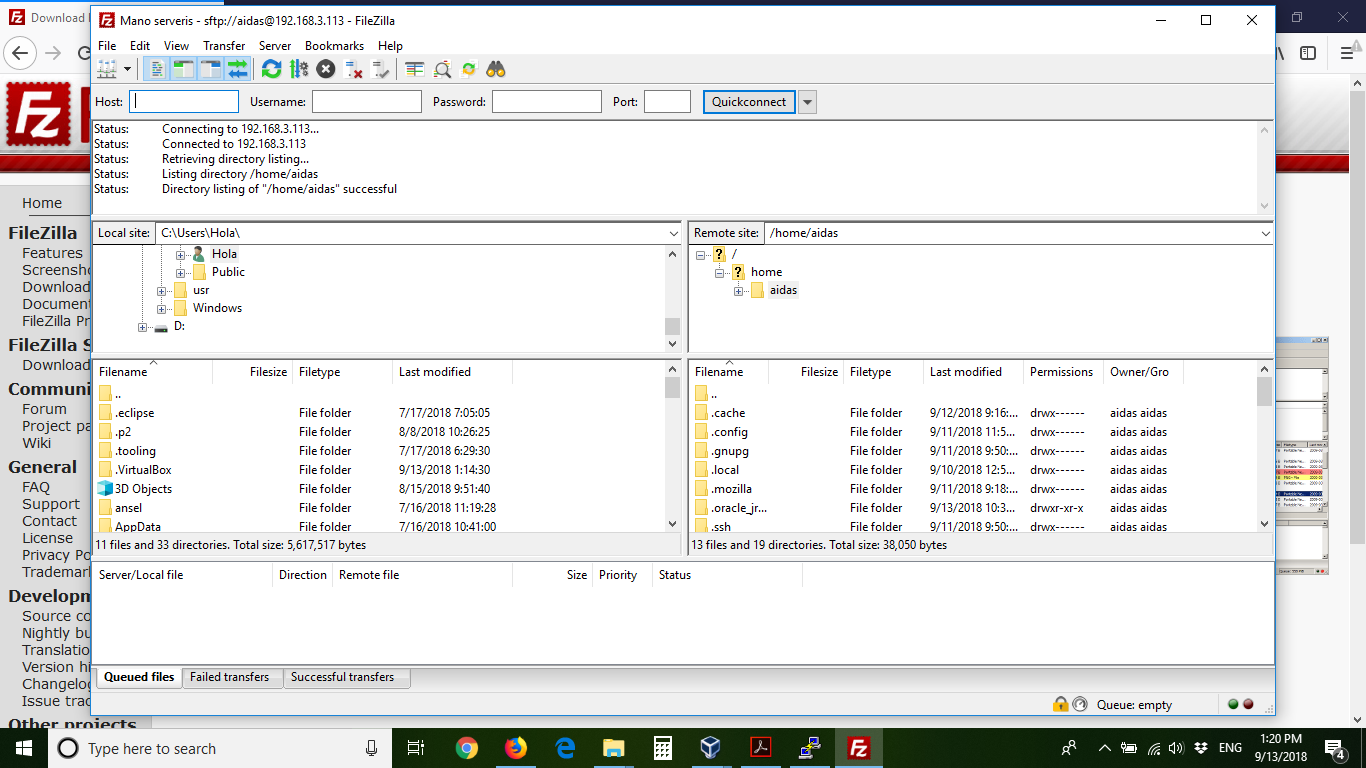 Download
Mano serveris - sftp://aidas@192.168.3.113 - FileZilla
File Edit View Transfer Server Bookmarks Help
Host: Username: Password: Port: Quickconnect
Status: Connecting to 192.168.3.113...
Status: Connected to 192.168.3.113
Status: Retrieving directory listing...
Status: Listing directory /home/aidas
Status: Directory listing of "/home/aidas" successful
Local site: C:\Users\Hola\
Hola
Public
usr
Windows
D:
Remote site: /home/aidas
/
home
aidas
Filename Filesize Filetype Last modified
..
.eclipse File folder 7/17/2018 7:05:05
.p2 File folder 8/8/2018 10:26:25
.tooling File folder 7/17/2018 6:29:30
.VirtualBox File folder 9/13/2018 1:14:30
3D Objects File folder 8/15/2018 9:51:40
ansel File folder 7/16/2018 11:19:28
AppData File folder 7/16/2018 10:41:00
11 files and 33 directories. Total size: 5,617,517 bytes
Filename Filesize Filetype Last modified Permissions Owner/Gro
..
.cache File folder 9/12/2018 9:16:... drwx------ aidas aidas
.config File folder 9/11/2018 11:5... drwx------ aidas aidas
.gnupg File folder 9/11/2018 9:50:... drwx------ aidas aidas
.local File folder 9/10/2018 12:5... drwx------ aidas aidas
.mozilla File folder 9/11/2018 9:18:... drwx------ aidas aidas
.oracle_jr... File folder 9/13/2018 10:3... drwxr-xr-x aidas aidas
.ssh File folder 9/11/2018 9:50:... drwx------ aidas aidas
13 files and 19 directories. Total size: 38,050 bytes
Server/Local file Direction Remote file Size Priority Status
Queued files Failed transfers Successful transfers
Queue: empty
Home
FileZilla
Features
Screensh
Download
Document
FileZilla Pr
FileZilla S
Download
Communi
Forum
Project pa
Wiki
General
FAQ
Support
Contact
License
Privacy Po
Trademar
Developm
Source co
Nightly bu
Translatio
Version hi
Changelog
Issue trac
Other projects
Type here to search
ENG
1:20 PM
9/13/2018
4